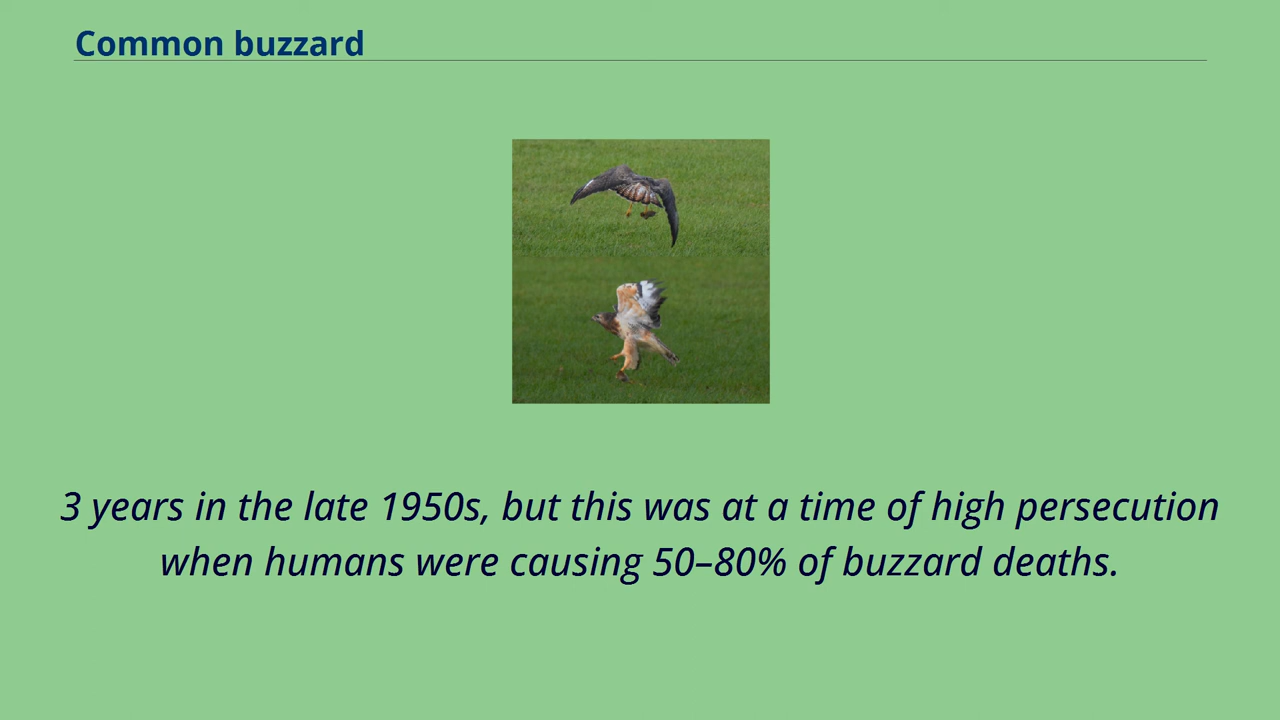 Common buzzard
3 years in the late 1950s, but this was at a time of high persecution
when humans were causing 50–80% of buzzard deaths.